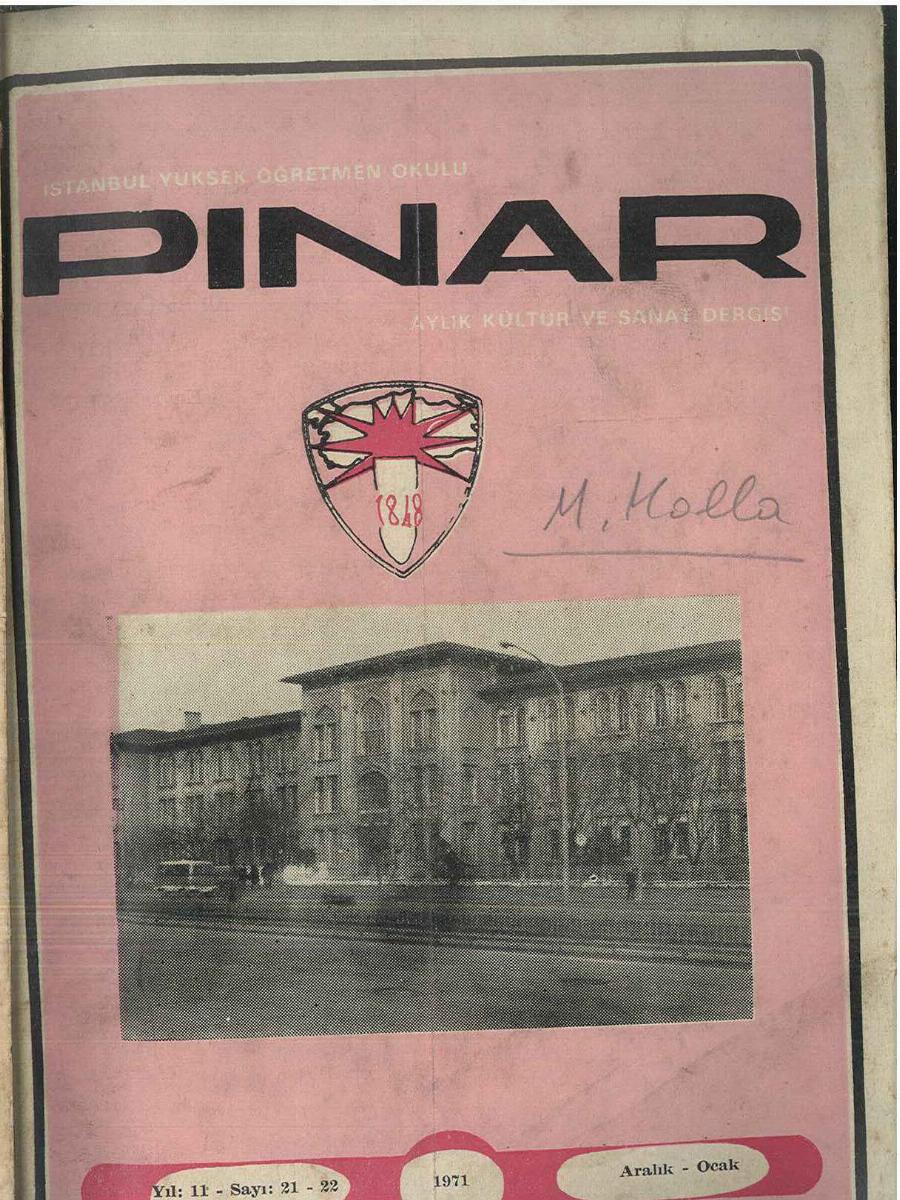 İSTANBUL YÜKSEK ÖĞRETMEN OKULU
PINAR
AYLIK KÜLTÜR VE SANAT DERGİSİ
1848
M. Molla
Yıl: 11 - Sayı: 21 - 22
1971
Aralık - Ocak